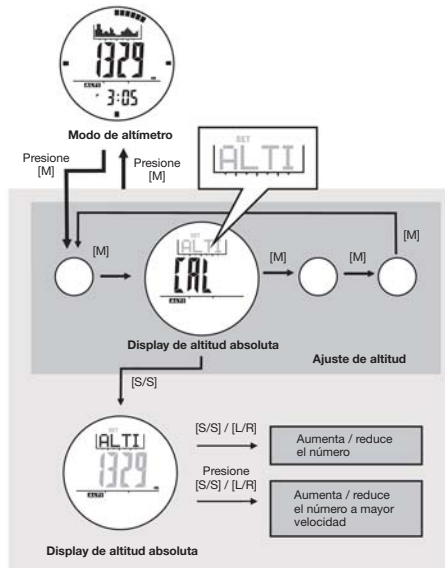 1329
ALTI
3:05
Modo de altímetro
Presione
[M]
Presione
[M]
SET
ALTI
[M]
[M]
[M]
[M]
SET
ALTI
CAL
ALTI
Display de altitud absoluta
Ajuste de altitud
[S/S]
SET
ALTI
1329
ALTI
[S/S] / [L/R]
Aumenta / reduce
el número
Presione
[S/S] / [L/R]
Aumenta / reduce
el número a mayor
velocidad
Display de altitud absoluta